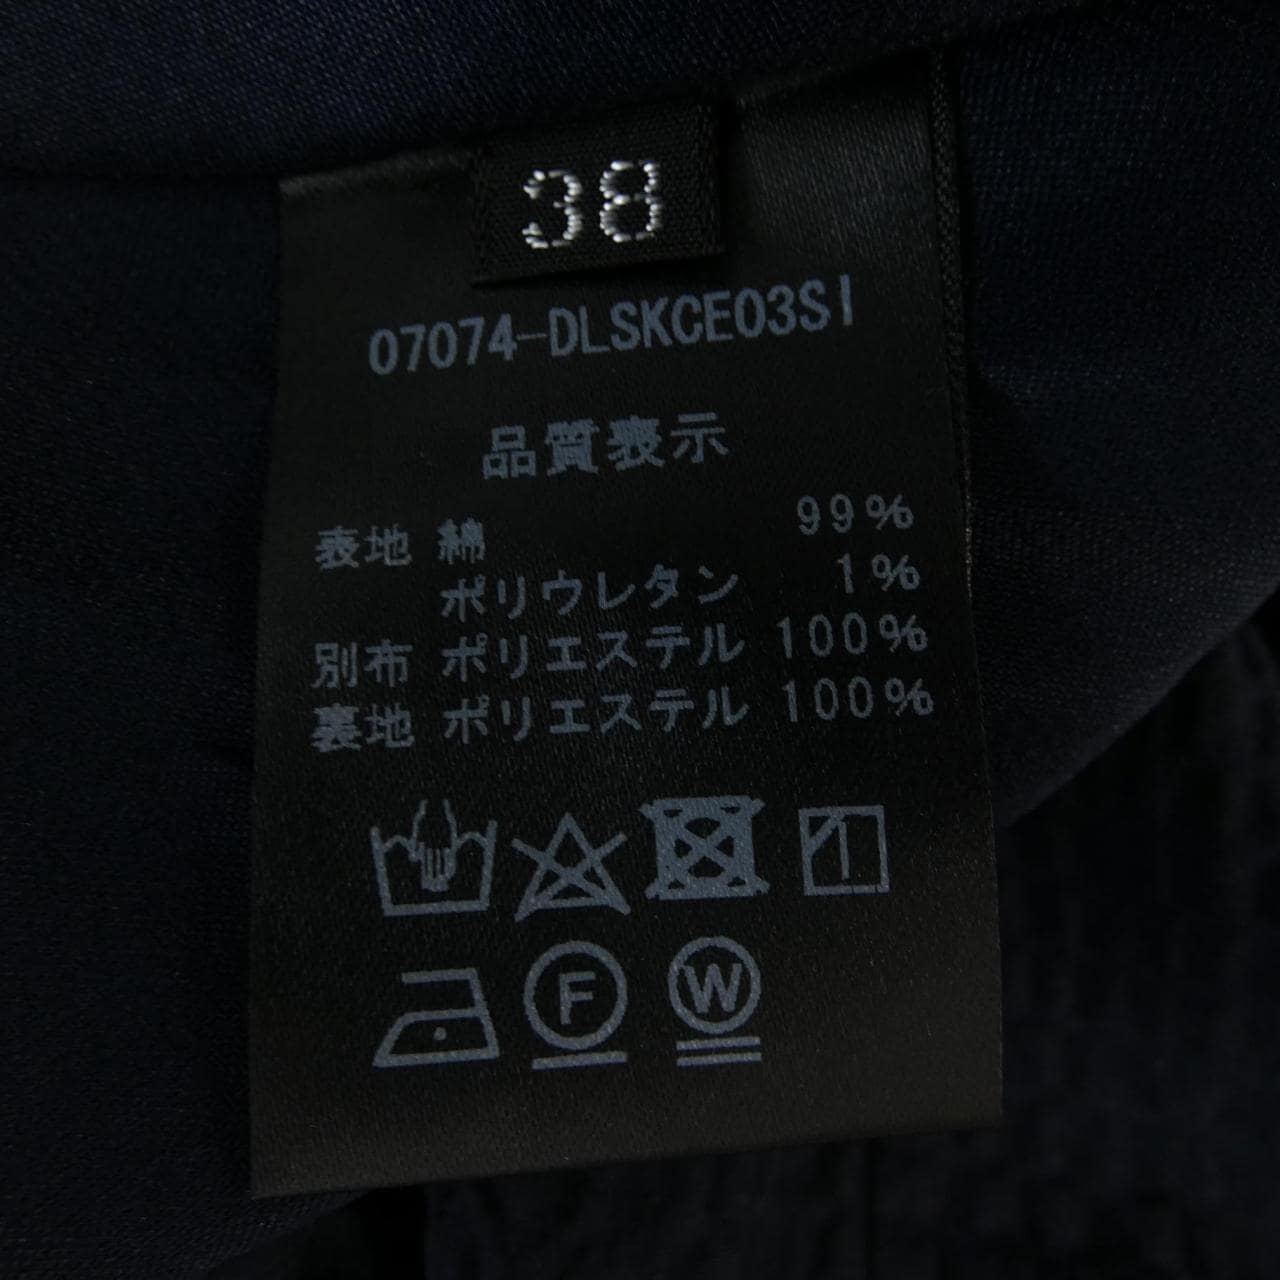 38
07074-DLSKCE03SI
品質表示
表地 綿 99%
ポリウレタン 1%
別布 ポリエステル 100%
裏地 ポリエステル 100%
F W